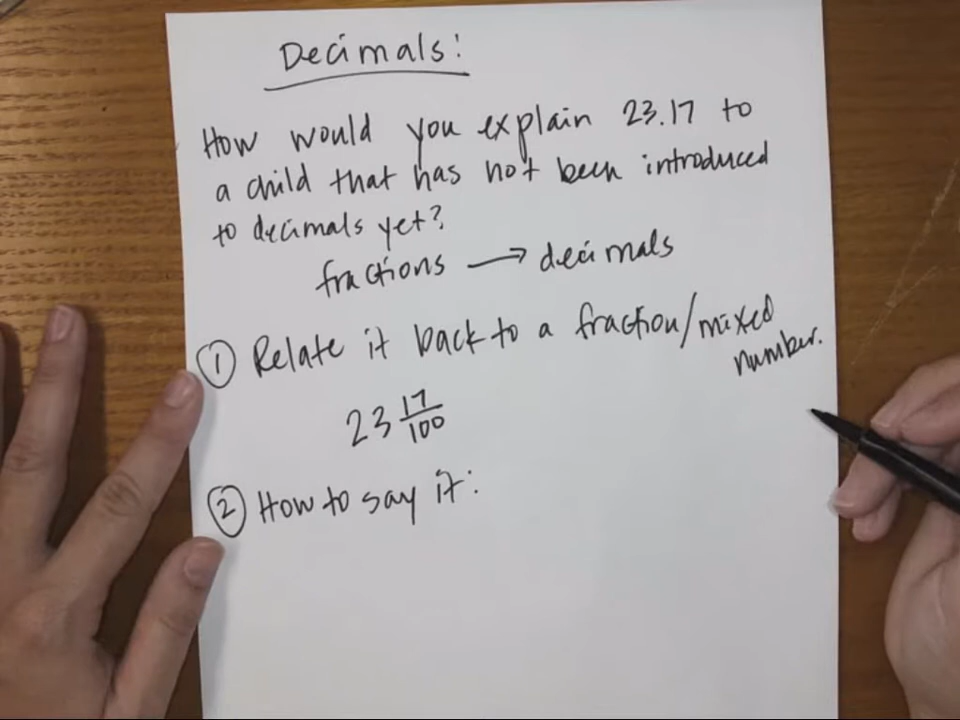 Decimals:
How would you explain 23.17 to
a child that has not been introduced
to decimals yet?
fractions → decimals
① Relate it back to a fraction/mixed
number.
23 17/100
② How to say it: